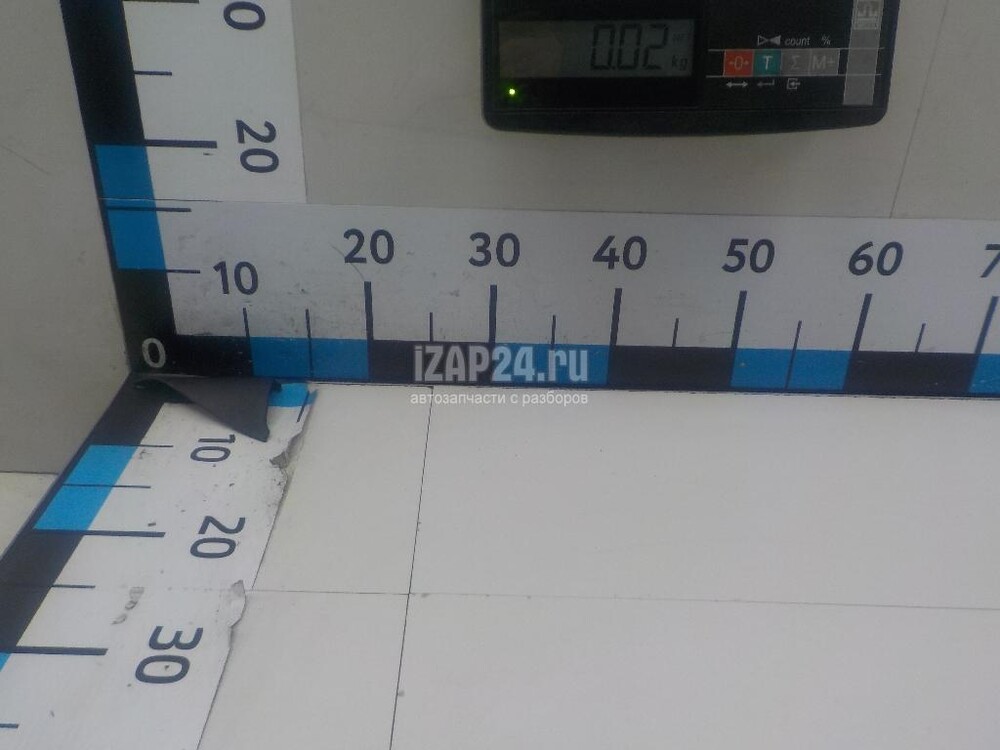 0
0.02
kg
count %
→0← T Σ M+
20
10 20 30 40 50 60 7
0
iZAP24.ru
автозапчасти с разборов
10
20
30